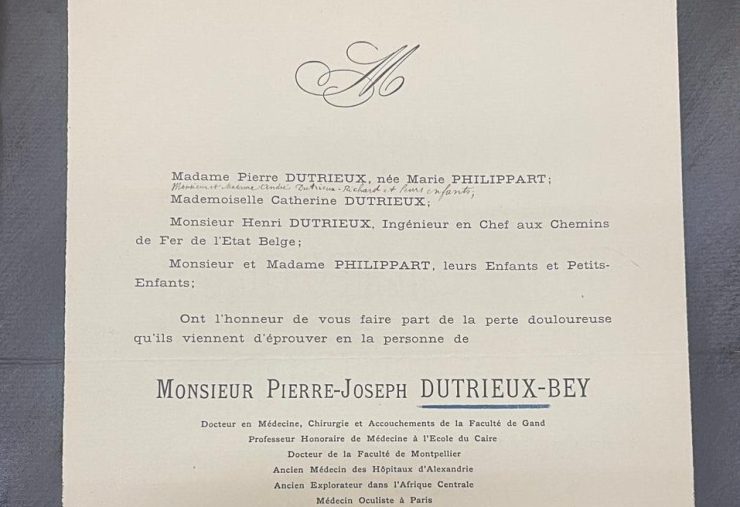 M
Madame Pierre DUTRIEUX, née Marie PHILIPPART;
Monsieur et Madame André Dutrieux-Richard et leurs enfants;
Mademoiselle Catherine DUTRIEUX;
Monsieur Henri DUTRIEUX, Ingénieur en Chef aux Chemins
de Fer de l'Etat Belge;
Monsieur et Madame PHILIPPART, leurs Enfants et Petits-
Enfants;
Ont l'honneur de vous faire part de la perte douloureuse
qu'ils viennent d'éprouver en la personne de
MONSIEUR PIERRE-JOSEPH DUTRIEUX-BEY
Docteur en Médecine, Chirurgie et Accouchements de la Faculté de Gand
Professeur Honoraire de Médecine à l'Ecole du Caire
Docteur de la Faculté de Montpellier
Ancien Médecin des Hôpitaux d'Alexandrie
Ancien Explorateur dans l'Afrique Centrale
Médecin Oculiste à Paris